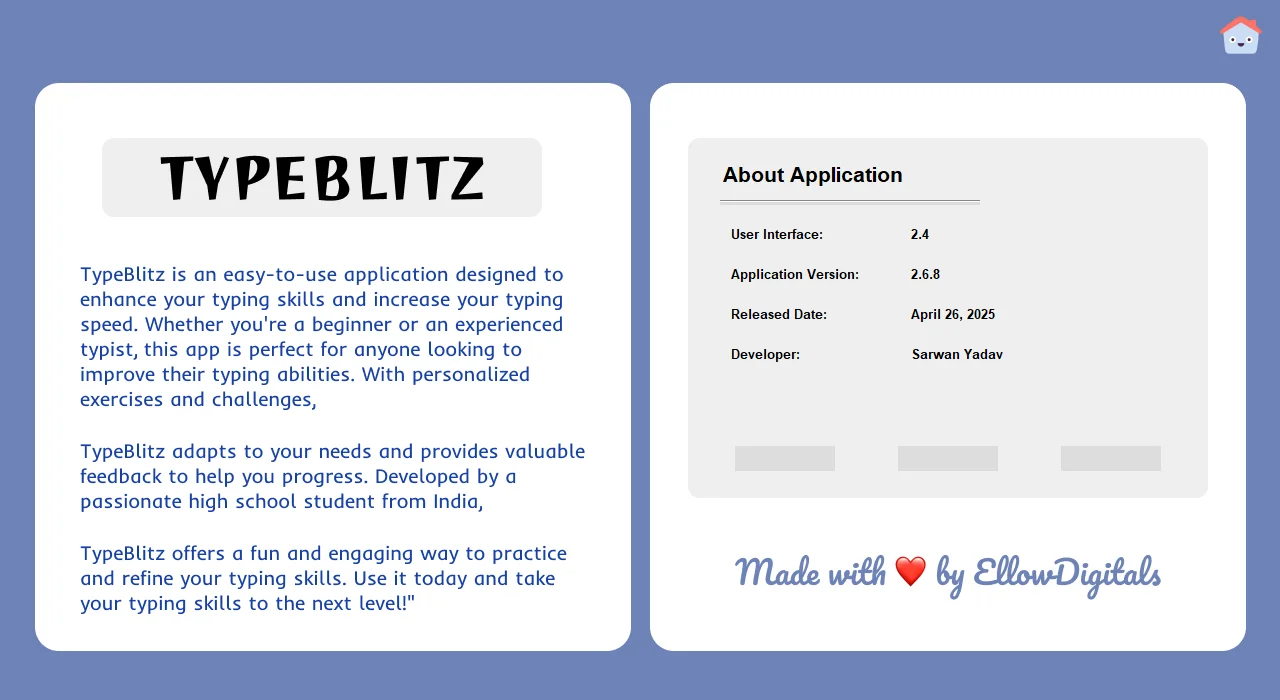 TYPEBLITZ
TypeBlitz is an easy-to-use application designed to
enhance your typing skills and increase your typing
speed. Whether you're a beginner or an experienced
typist, this app is perfect for anyone looking to
improve their typing abilities. With personalized
exercises and challenges,
TypeBlitz adapts to your needs and provides valuable
feedback to help you progress. Developed by a
passionate high school student from India,
TypeBlitz offers a fun and engaging way to practice
and refine your typing skills. Use it today and take
your typing skills to the next level!"
About Application
User Interface: 2.4
Application Version: 2.6.8
Released Date: April 26, 2025
Developer: Sarwan Yadav
Made with ❤️ by EllowDigitals